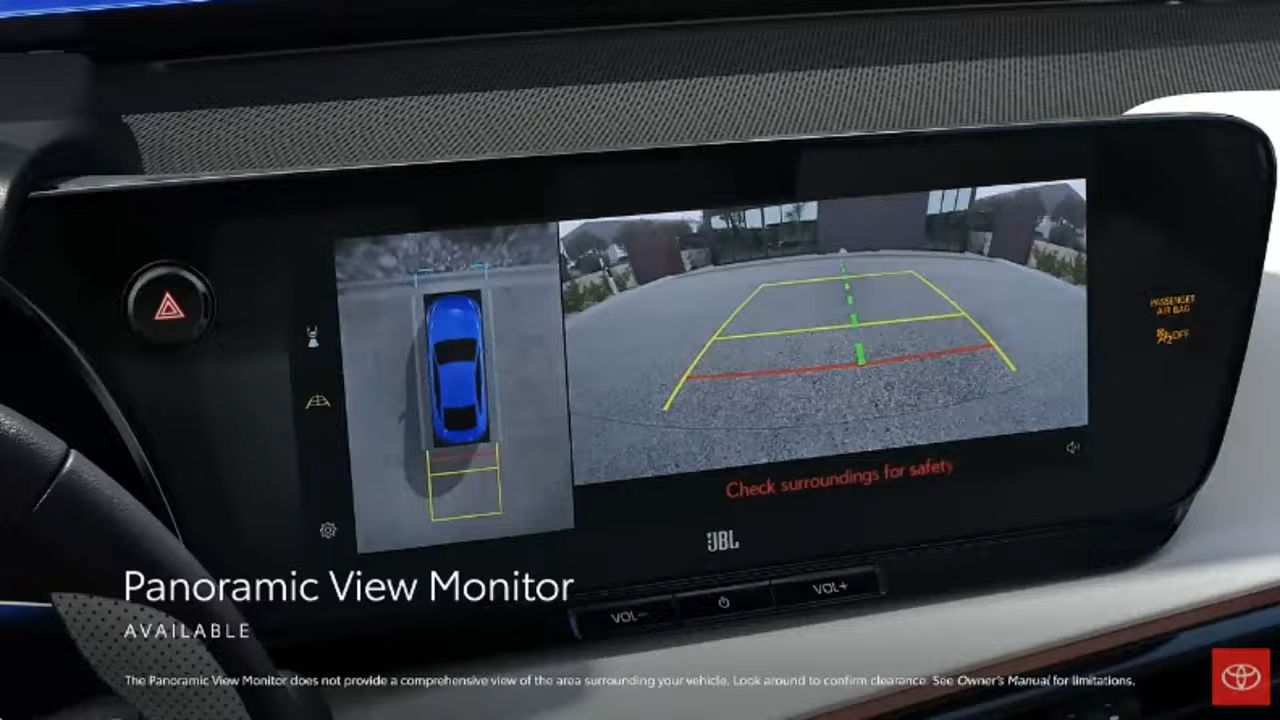 PASSENGER
AIR BAG
OFF
Check surroundings for safety
JBL
VOL-
VOL+
Panoramic View Monitor
AVAILABLE
The Panoramic View Monitor does not provide a comprehensive view of the area surrounding your vehicle. Look around to confirm clearance. See Owner's Manual for limitations.